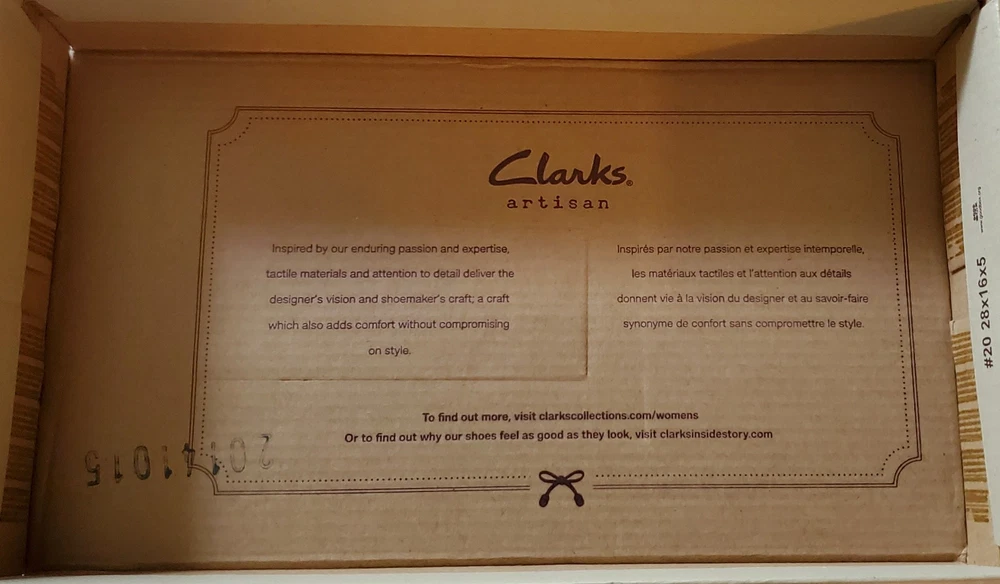 Clarks®
artisan
Inspired by our enduring passion and expertise,
tactile materials and attention to detail deliver the
designer's vision and shoemaker's craft; a craft
which also adds comfort without compromising
on style.
Inspirés par notre passion et expertise intemporelle,
les matériaux tactiles et l'attention aux détails
donnent vie à la vision du designer et au savoir-faire
synonyme de confort sans compromettre le style.
To find out more, visit clarkscollections.com/womens
Or to find out why our shoes feel as good as they look, visit clarksinsidestory.com
20141015
#20 28x16x5